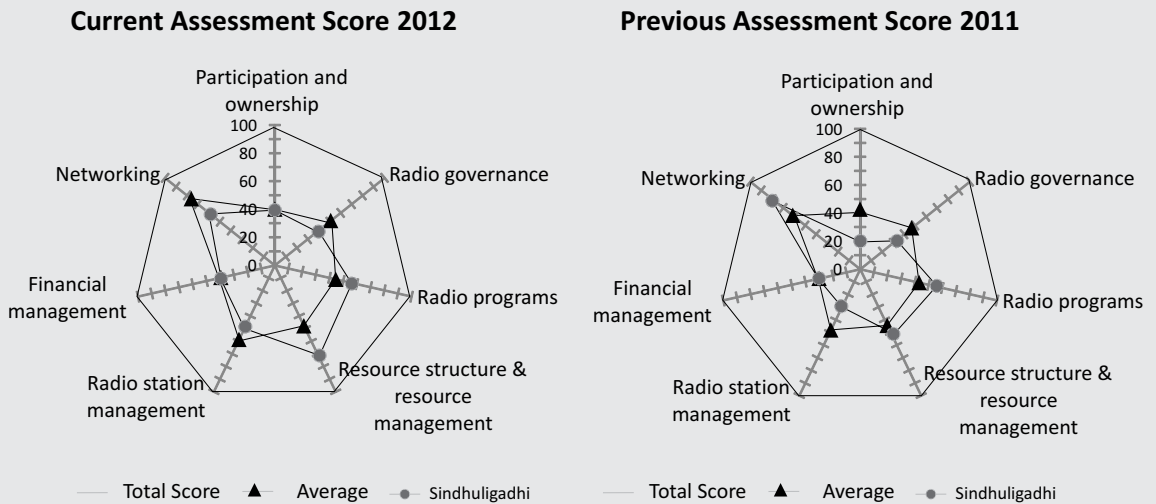 Current Assessment Score 2012
Participation and
ownership
100
80
60
40
20
0
Networking
Radio governance
Financial
management
Radio programs
Radio station
management
Resource structure &
resource
management
Total Score Average Sindhuligadhi
Previous Assessment Score 2011
Participation and
ownership
100
80
60
40
20
0
Networking
Radio governance
Financial
management
Radio programs
Radio station
management
Resource structure &
resource
management
Total Score Average Sindhuligadhi